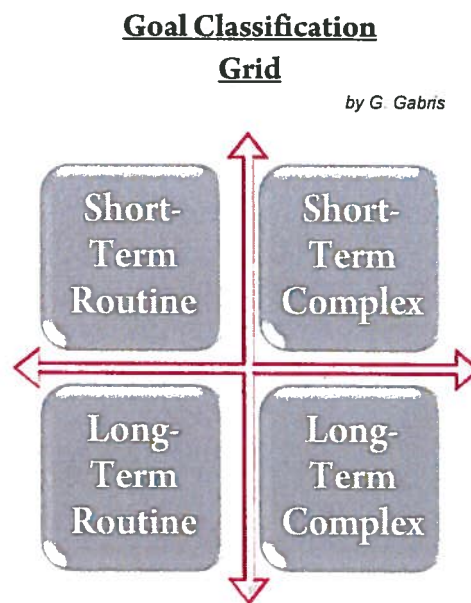 Goal Classification
Grid
by G. Gabris
Short-
Term
Routine
Short-
Term
Complex
Long-
Term
Routine
Long-
Term
Complex